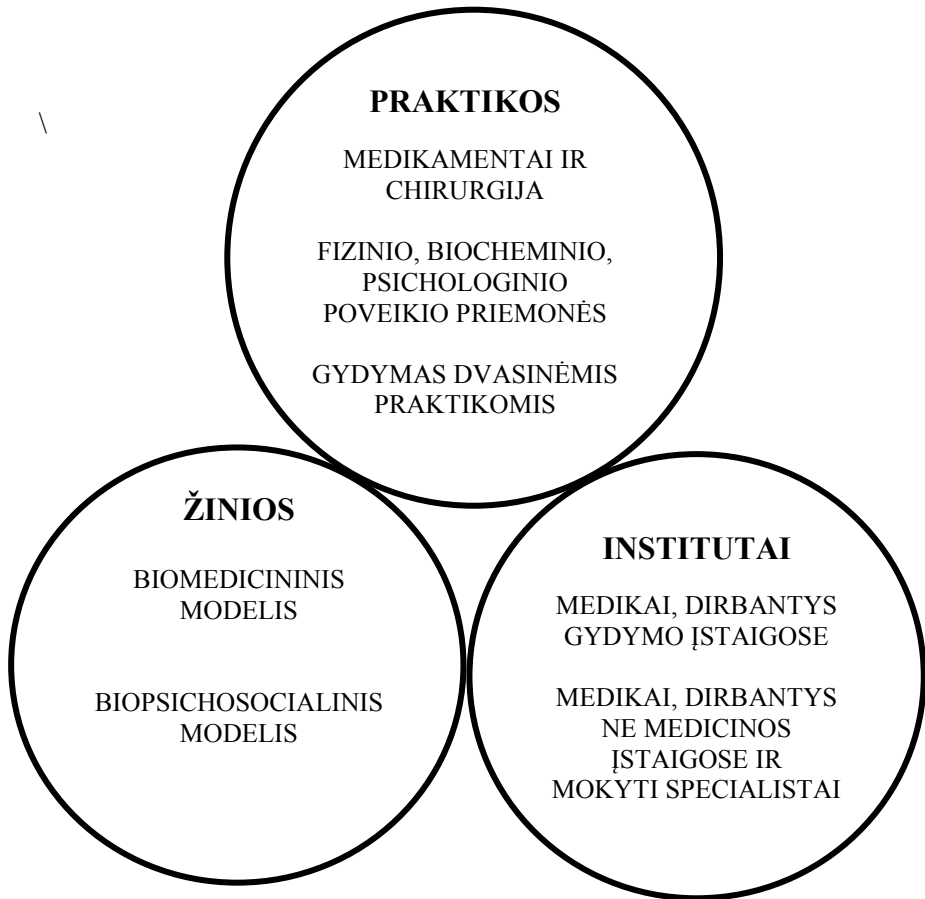 \
PRAKTIKOS
MEDIKAMENTAI IR
CHIRURGIJA
FIZINIO, BIOCHEMINIO,
PSICHOLOGINIO
POVEIKIO PRIEMONĖS
GYDYMAS DVASINĖMIS
PRAKTIKOMIS
ŽINIOS
BIOMEDICININIS
MODELIS
BIOPSICHOSOCIALINIS
MODELIS
INSTITUTAI
MEDIKAI, DIRBANTYS
GYDYMO ĮSTAIGOSE
MEDIKAI, DIRBANTYS
NE MEDICINOS
ĮSTAIGOSE IR
MOKYTI SPECIALISTAI